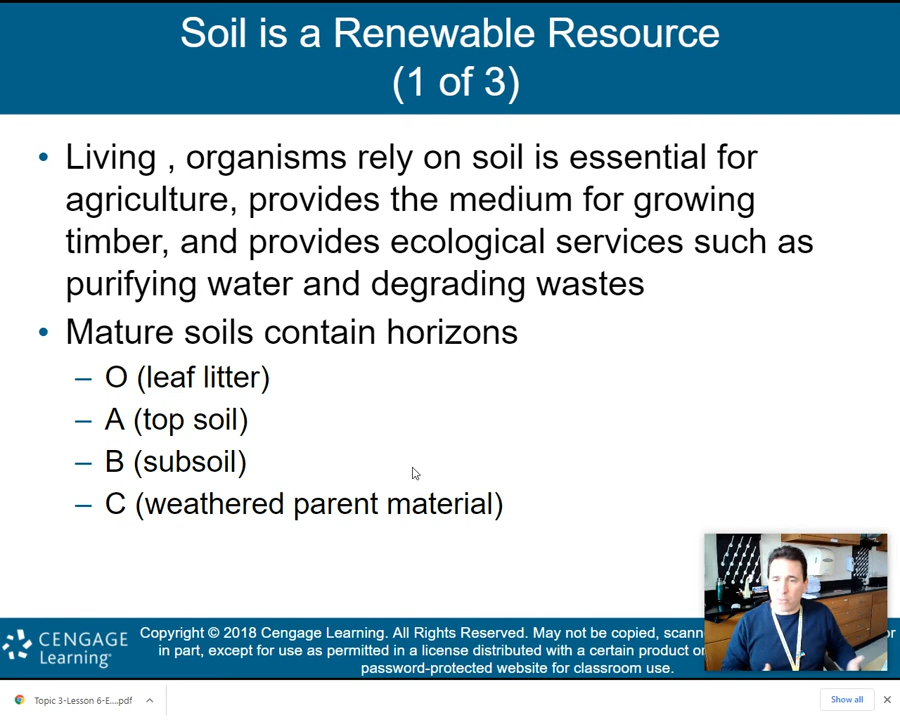 Soil is a Renewable Resource
(1 of 3)
• Living , organisms rely on soil is essential for
agriculture, provides the medium for growing
timber, and provides ecological services such as
purifying water and degrading wastes
• Mature soils contain horizons
– O (leaf litter)
– A (top soil)
– B (subsoil)
– C (weathered parent material)
CENGAGE
Learning
Copyright © 2018 Cengage Learning. All Rights Reserved. May not be copied, scann
or
in part, except for use as permitted in a license distributed with a certain product or
password-protected website for classroom use.
Topic 3-Lesson 6-E....pdf
Show all